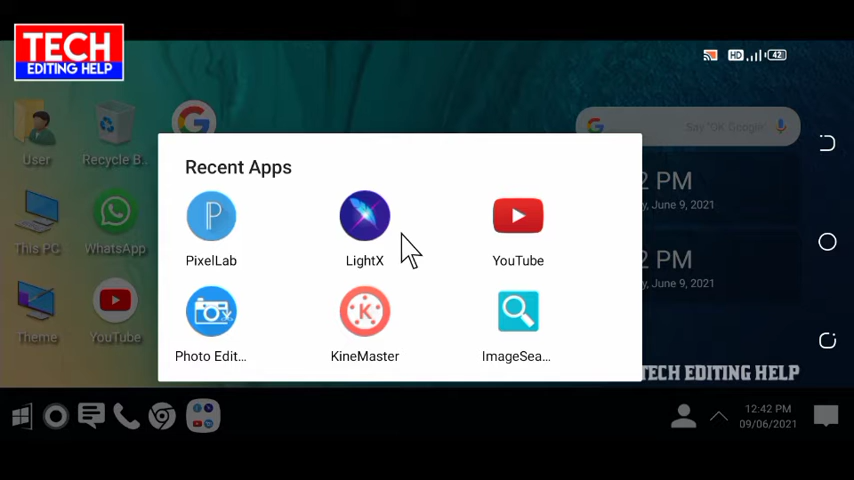 TECH
EDITING HELP
HD
42
G
G
Say "OK Google"
User
Recycle B..
Recent Apps
2 PM
y, June 9, 2021
P
This PC
WhatsApp
PixelLab
LightX
YouTube
2 PM
y, June 9, 2021
K
Theme
YouTube
Photo Edit...
KineMaster
ImageSea...
TECH EDITING HELP
12:42 PM
09/06/2021